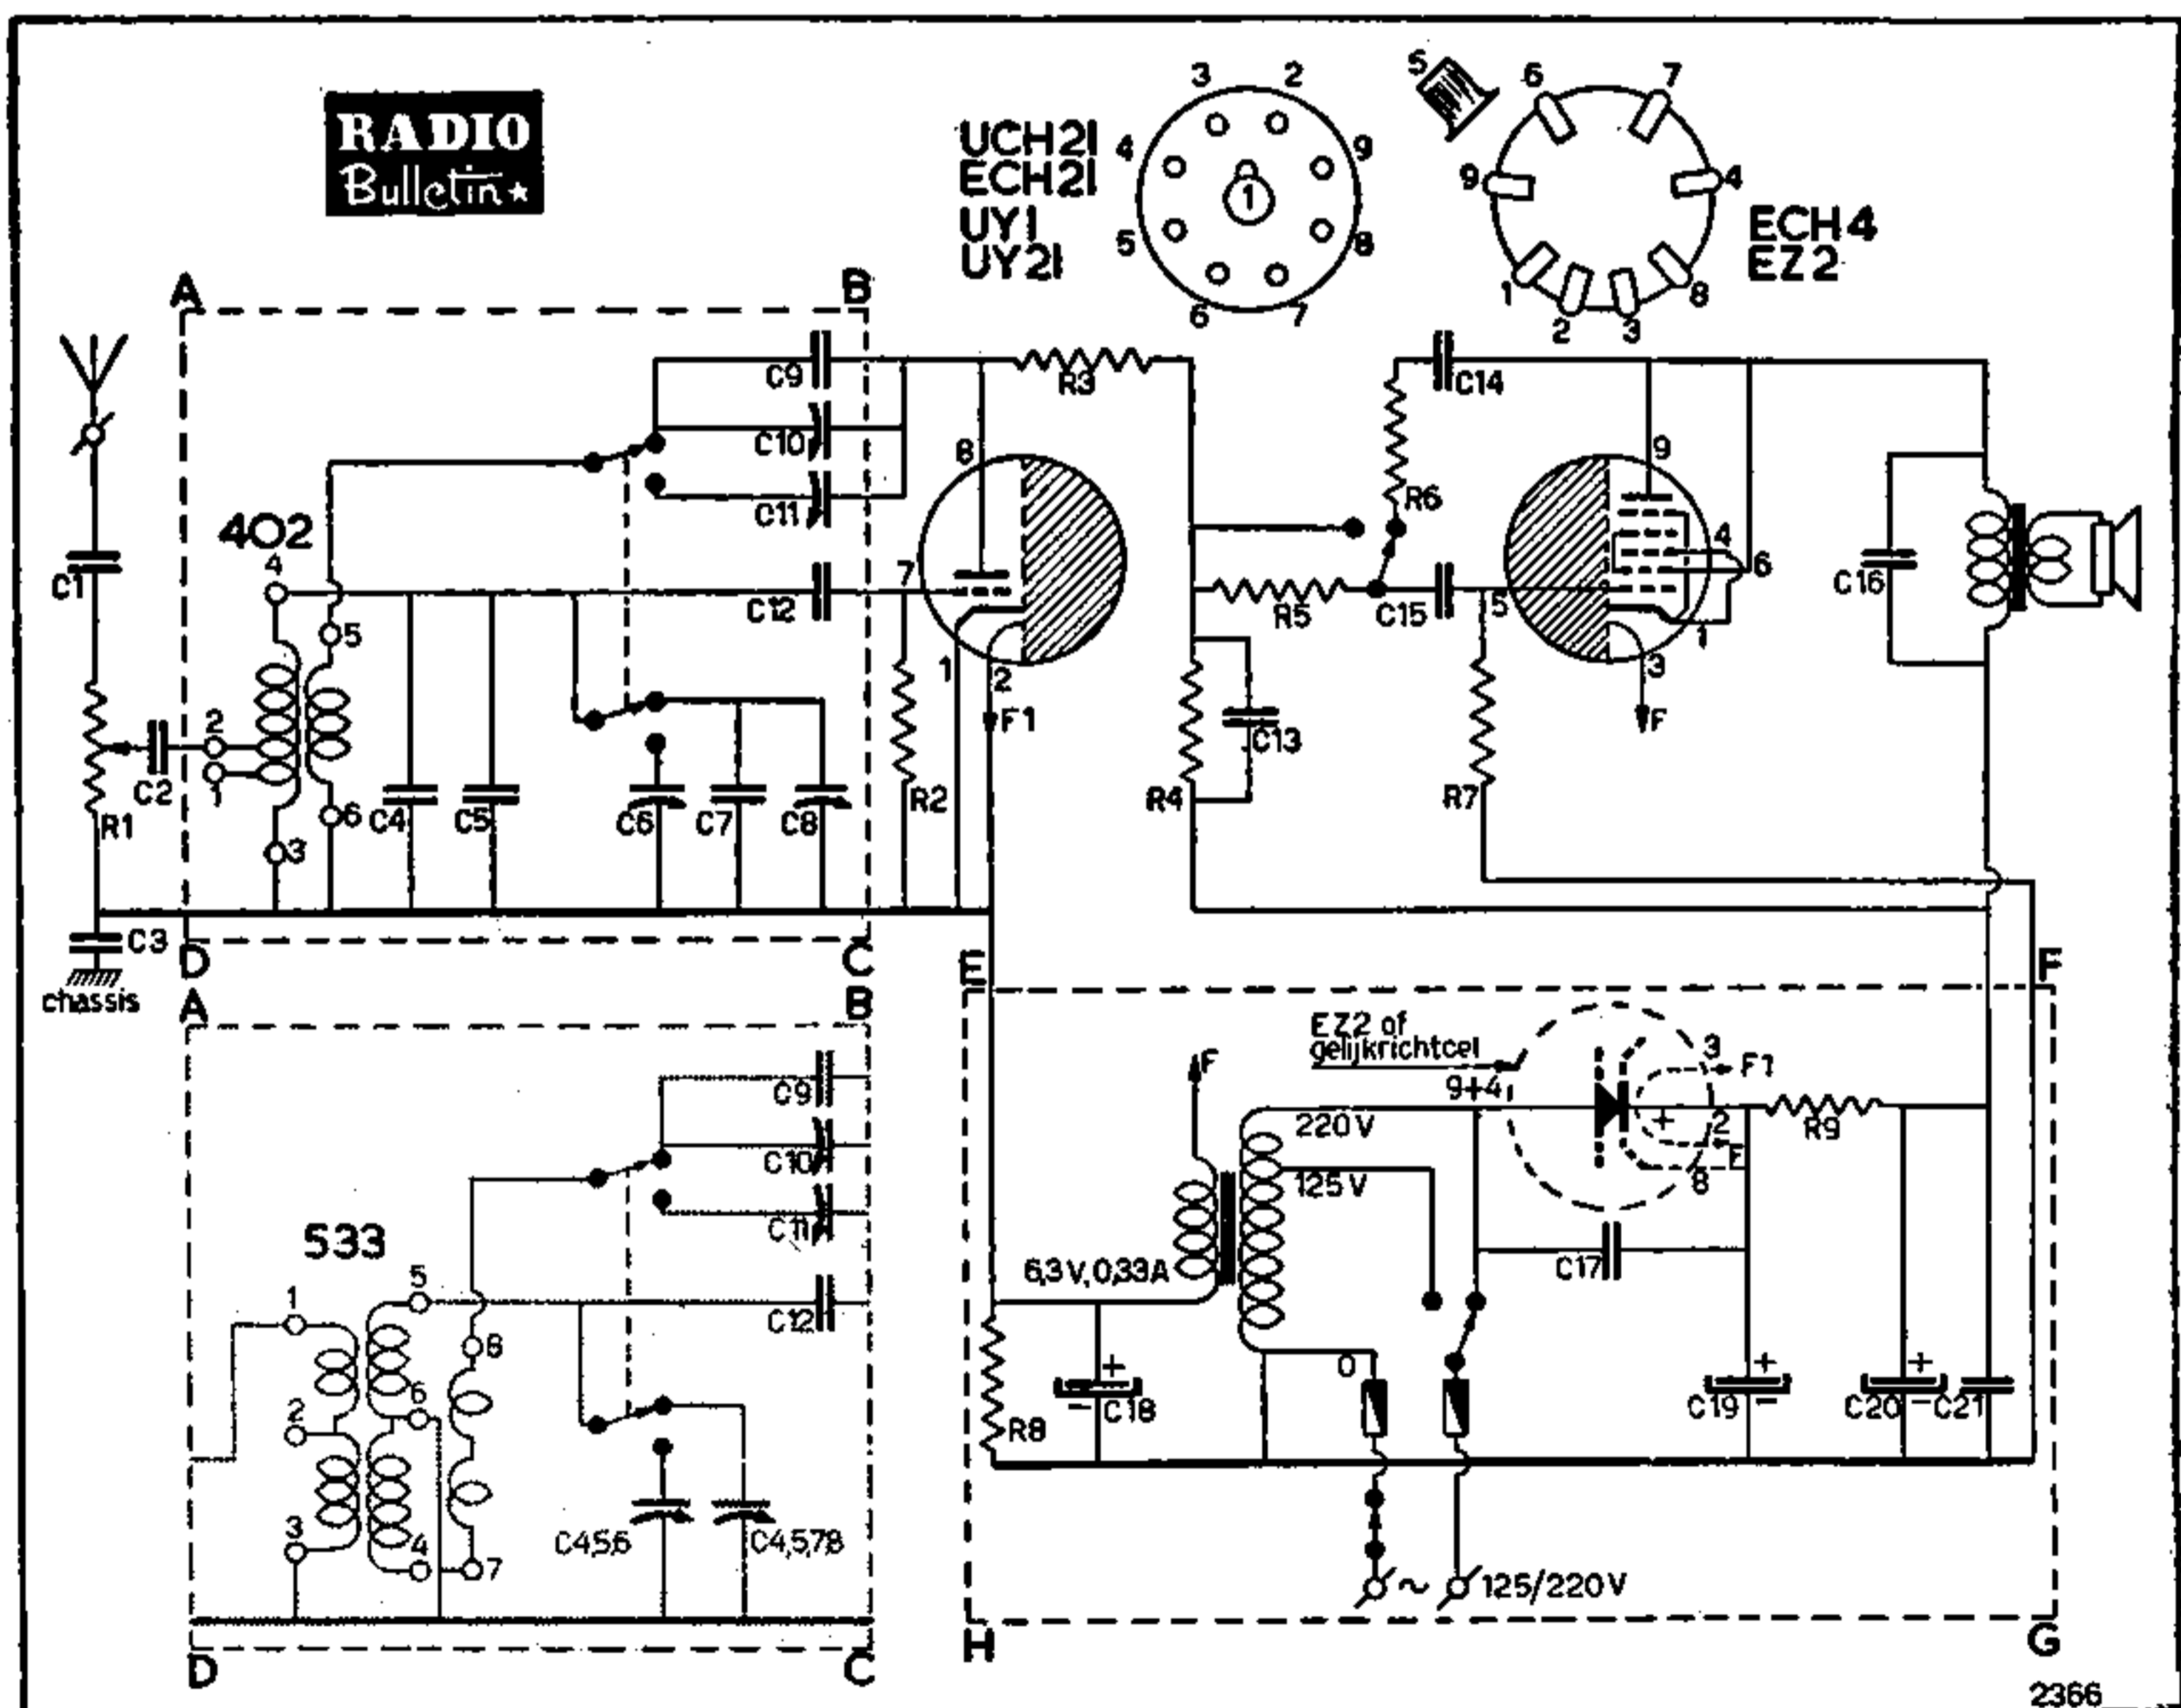 RADIO
Bulletin
UCH21
ECH21
UY1
UY21
3 2
4 9
1
5 8
6 7
5 6 7
9 4
1 8
2 3
ECH4
EZ2
A B
C9
C10
C11
C12
402
4
5
2
1
6
3
C1
C2
R1
C3
chassis
C4 C5 C6 C7 C8
D C
8
7
1
2
F1
R2
R3
R4
C13
R5
R6
C14
C15
R7
9
4
6
5
1
3
F
C16
A B
C9
C10
C11
C12
533
1
5
8
2
6
3
4
7
C4,5,6
C4,5,7,8
D C
E F
EZ2 of
gelijkrichtcel
9+4
3
F1
+
2
F
8
R9
F
220V
125V
C17
6,3V, 0,33A
0
R8
+
- C18
+
C19 -
+
C20 -
C21
~ 125/220V
H G
2366